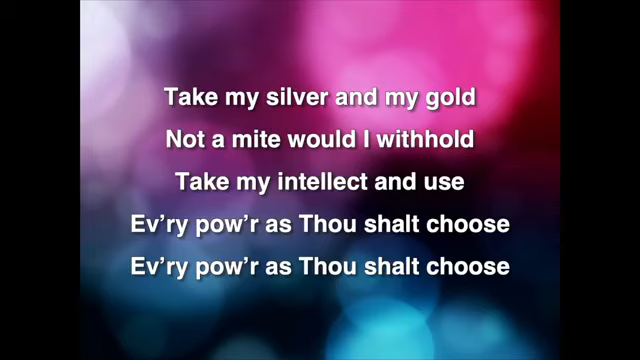 Take my silver and my gold
Not a mite would I withhold
Take my intellect and use
Ev’ry pow’r as Thou shalt choose
Ev’ry pow’r as Thou shalt choose